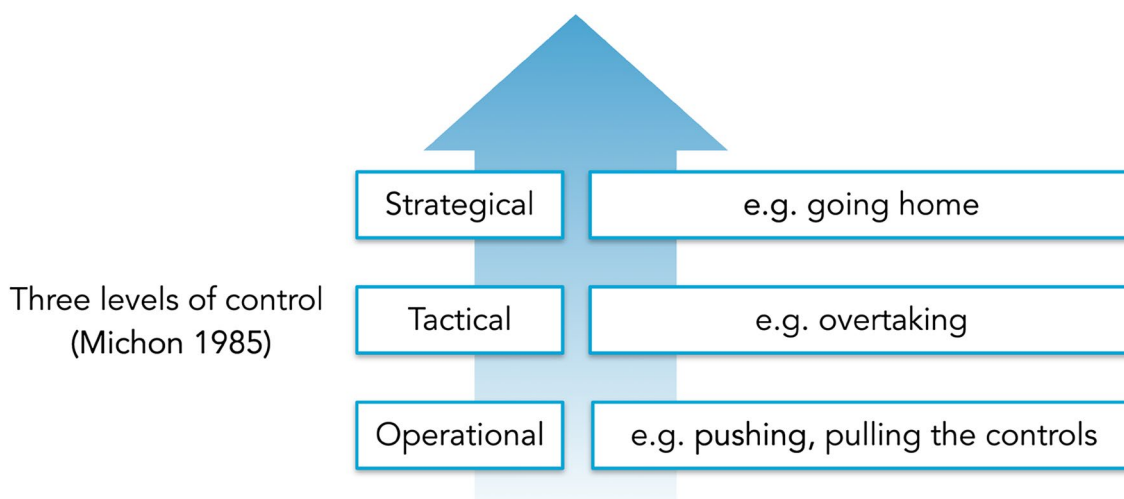 Strategical
e.g. going home
Three levels of control
(Michon 1985)
Tactical
e.g. overtaking
Operational
e.g. pushing, pulling the controls